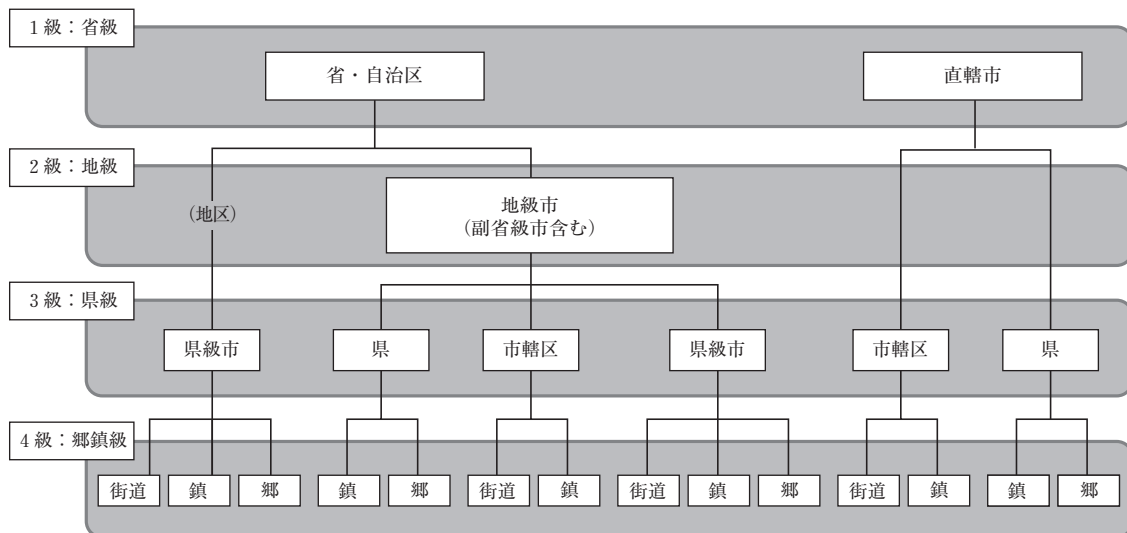 1級：省級
省・自治区
直轄市
2級：地級
（地区）
地級市
（副省級市含む）
3級：県級
県級市
県
市轄区
県級市
市轄区
県
4級：郷鎮級
街道
鎮
郷
鎮
郷
街道
鎮
街道
鎮
郷
街道
鎮
鎮
郷